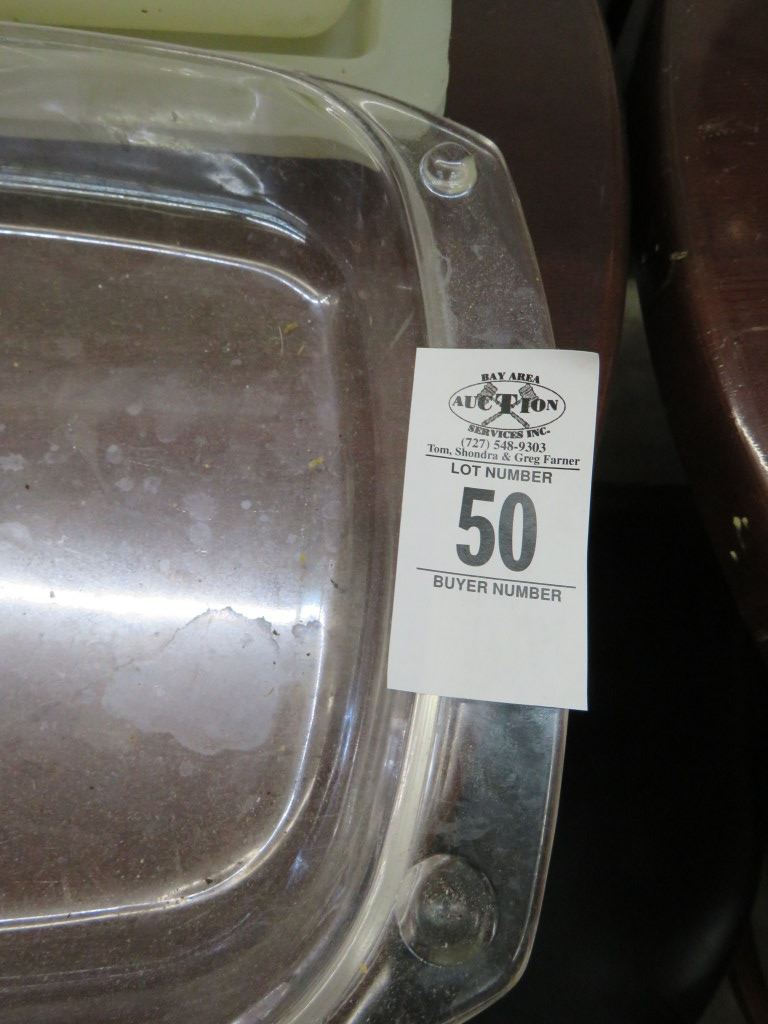 BAY AREA
AUCTION
SERVICES INC.
(727) 548-9303
Tom, Shondra & Greg Farner
LOT NUMBER
50
BUYER NUMBER